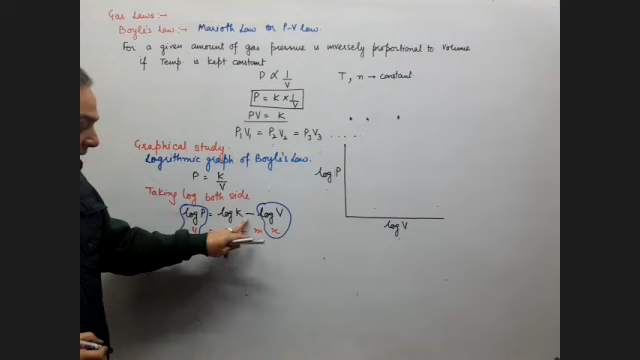 Gas Laws :-
Boyle's Law :- Marioth Law or P-V law.
For a given amount of gas pressure is inversely proportional to volume
if Temp. is kept constant
P ∝ 1/V T, n → constant
P = K × 1/V
PV = K
P₁V₁ = P₂V₂ = P₃V₃ .....
Graphical study
Logrithmic graph of Boyle's Law.
P = K/V
Taking Log both side
log P = log K - log V
m x
log P
log V